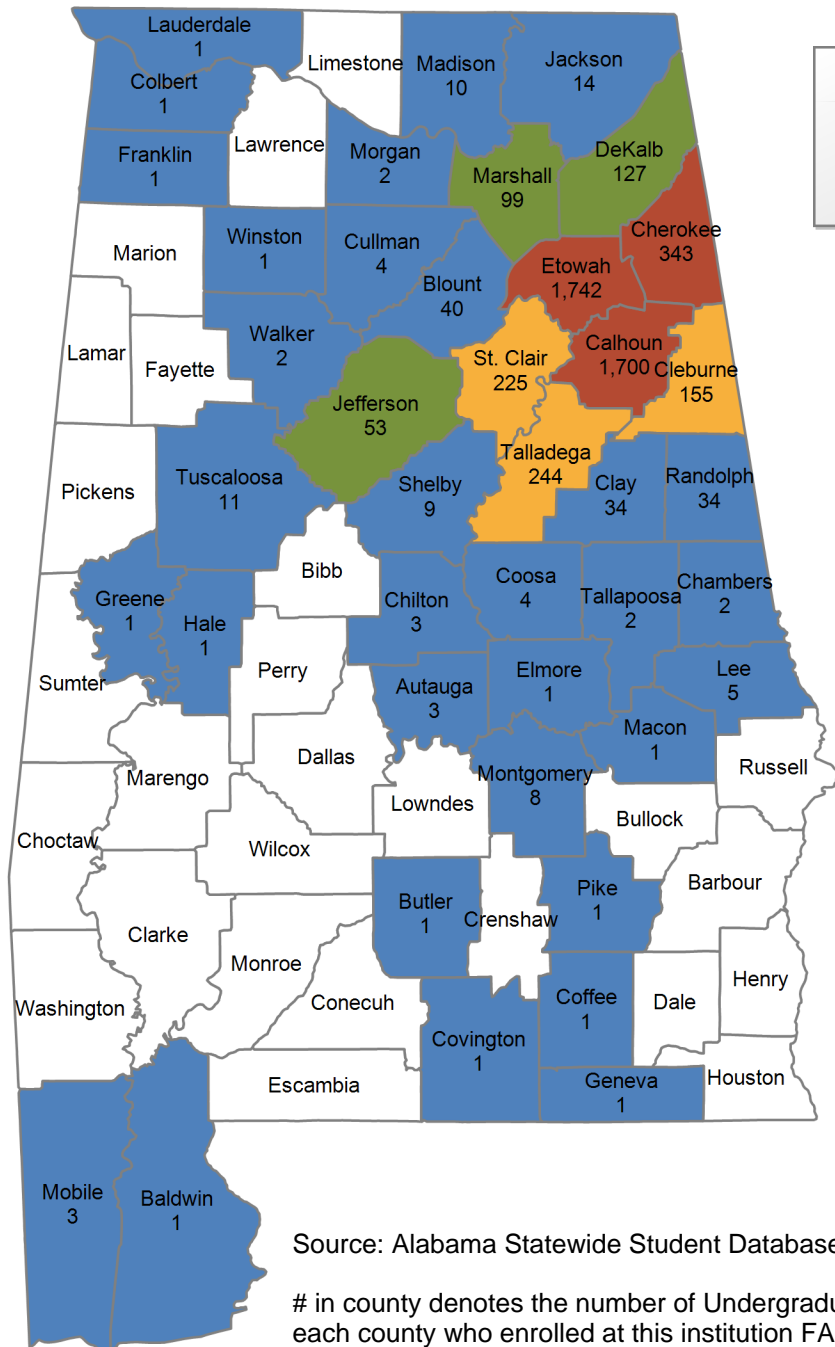 Lauderdale
1
Limestone
Madison
10
Jackson
14
Colbert
1
Lawrence
Franklin
1
Morgan
2
Marshall
99
DeKalb
127
Cherokee
343
Marion
Winston
1
Cullman
4
Blount
40
Etowah
1,742
Lamar
Fayette
Walker
2
St. Clair
225
Calhoun
1,700
Cleburne
155
Jefferson
53
Pickens
Tuscaloosa
11
Shelby
9
Talladega
244
Clay
34
Randolph
34
Bibb
Greene
1
Hale
1
Chilton
3
Coosa
4
Tallapoosa
2
Chambers
2
Sumter
Perry
Autauga
3
Elmore
1
Lee
5
Macon
1
Dallas
Marengo
Montgomery
8
Russell
Lowndes
Bullock
Choctaw
Wilcox
Butler
1
Crenshaw
Pike
1
Barbour
Clarke
Monroe
Washington
Conecuh
Covington
1
Coffee
1
Dale
Henry
Escambia
Geneva
1
Houston
Mobile
3
Baldwin
1
Source: Alabama Statewide Student Database
# in county denotes the number of Undergradu
each county who enrolled at this institution FA